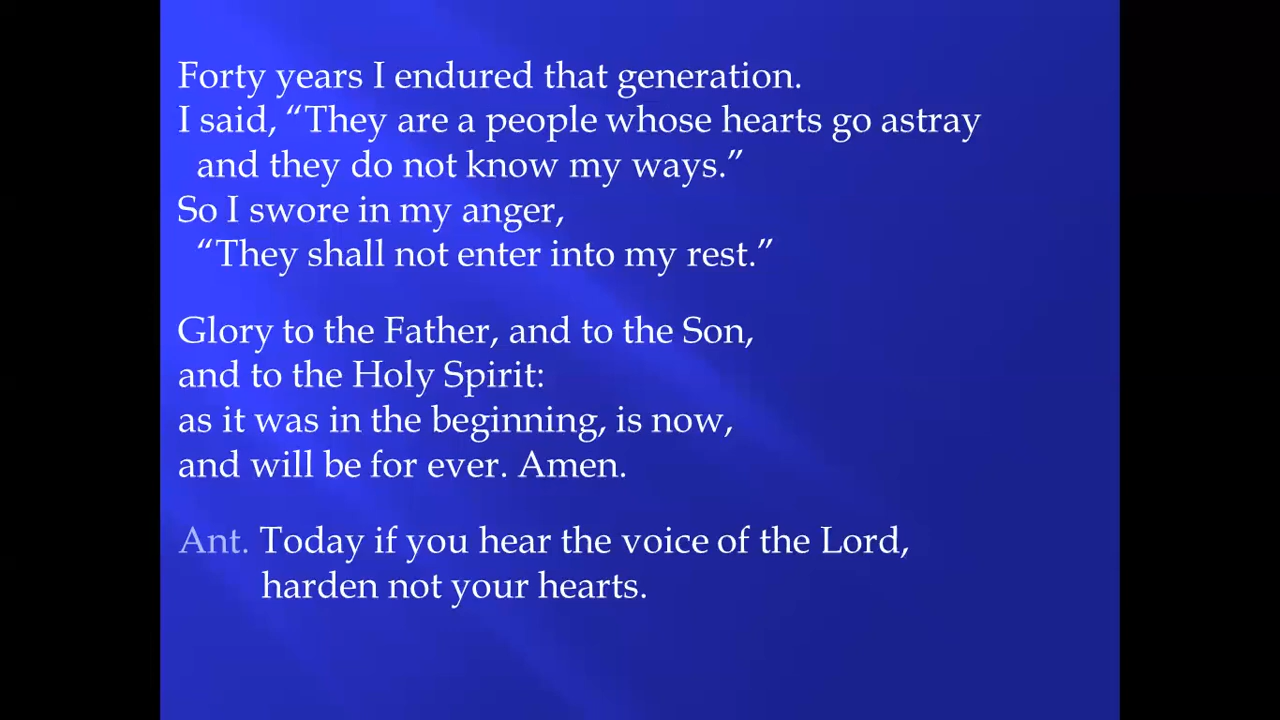 Forty years I endured that generation.
I said, “They are a people whose hearts go astray
and they do not know my ways.”
So I swore in my anger,
“They shall not enter into my rest.”
Glory to the Father, and to the Son,
and to the Holy Spirit:
as it was in the beginning, is now,
and will be for ever. Amen.
Ant. Today if you hear the voice of the Lord,
harden not your hearts.